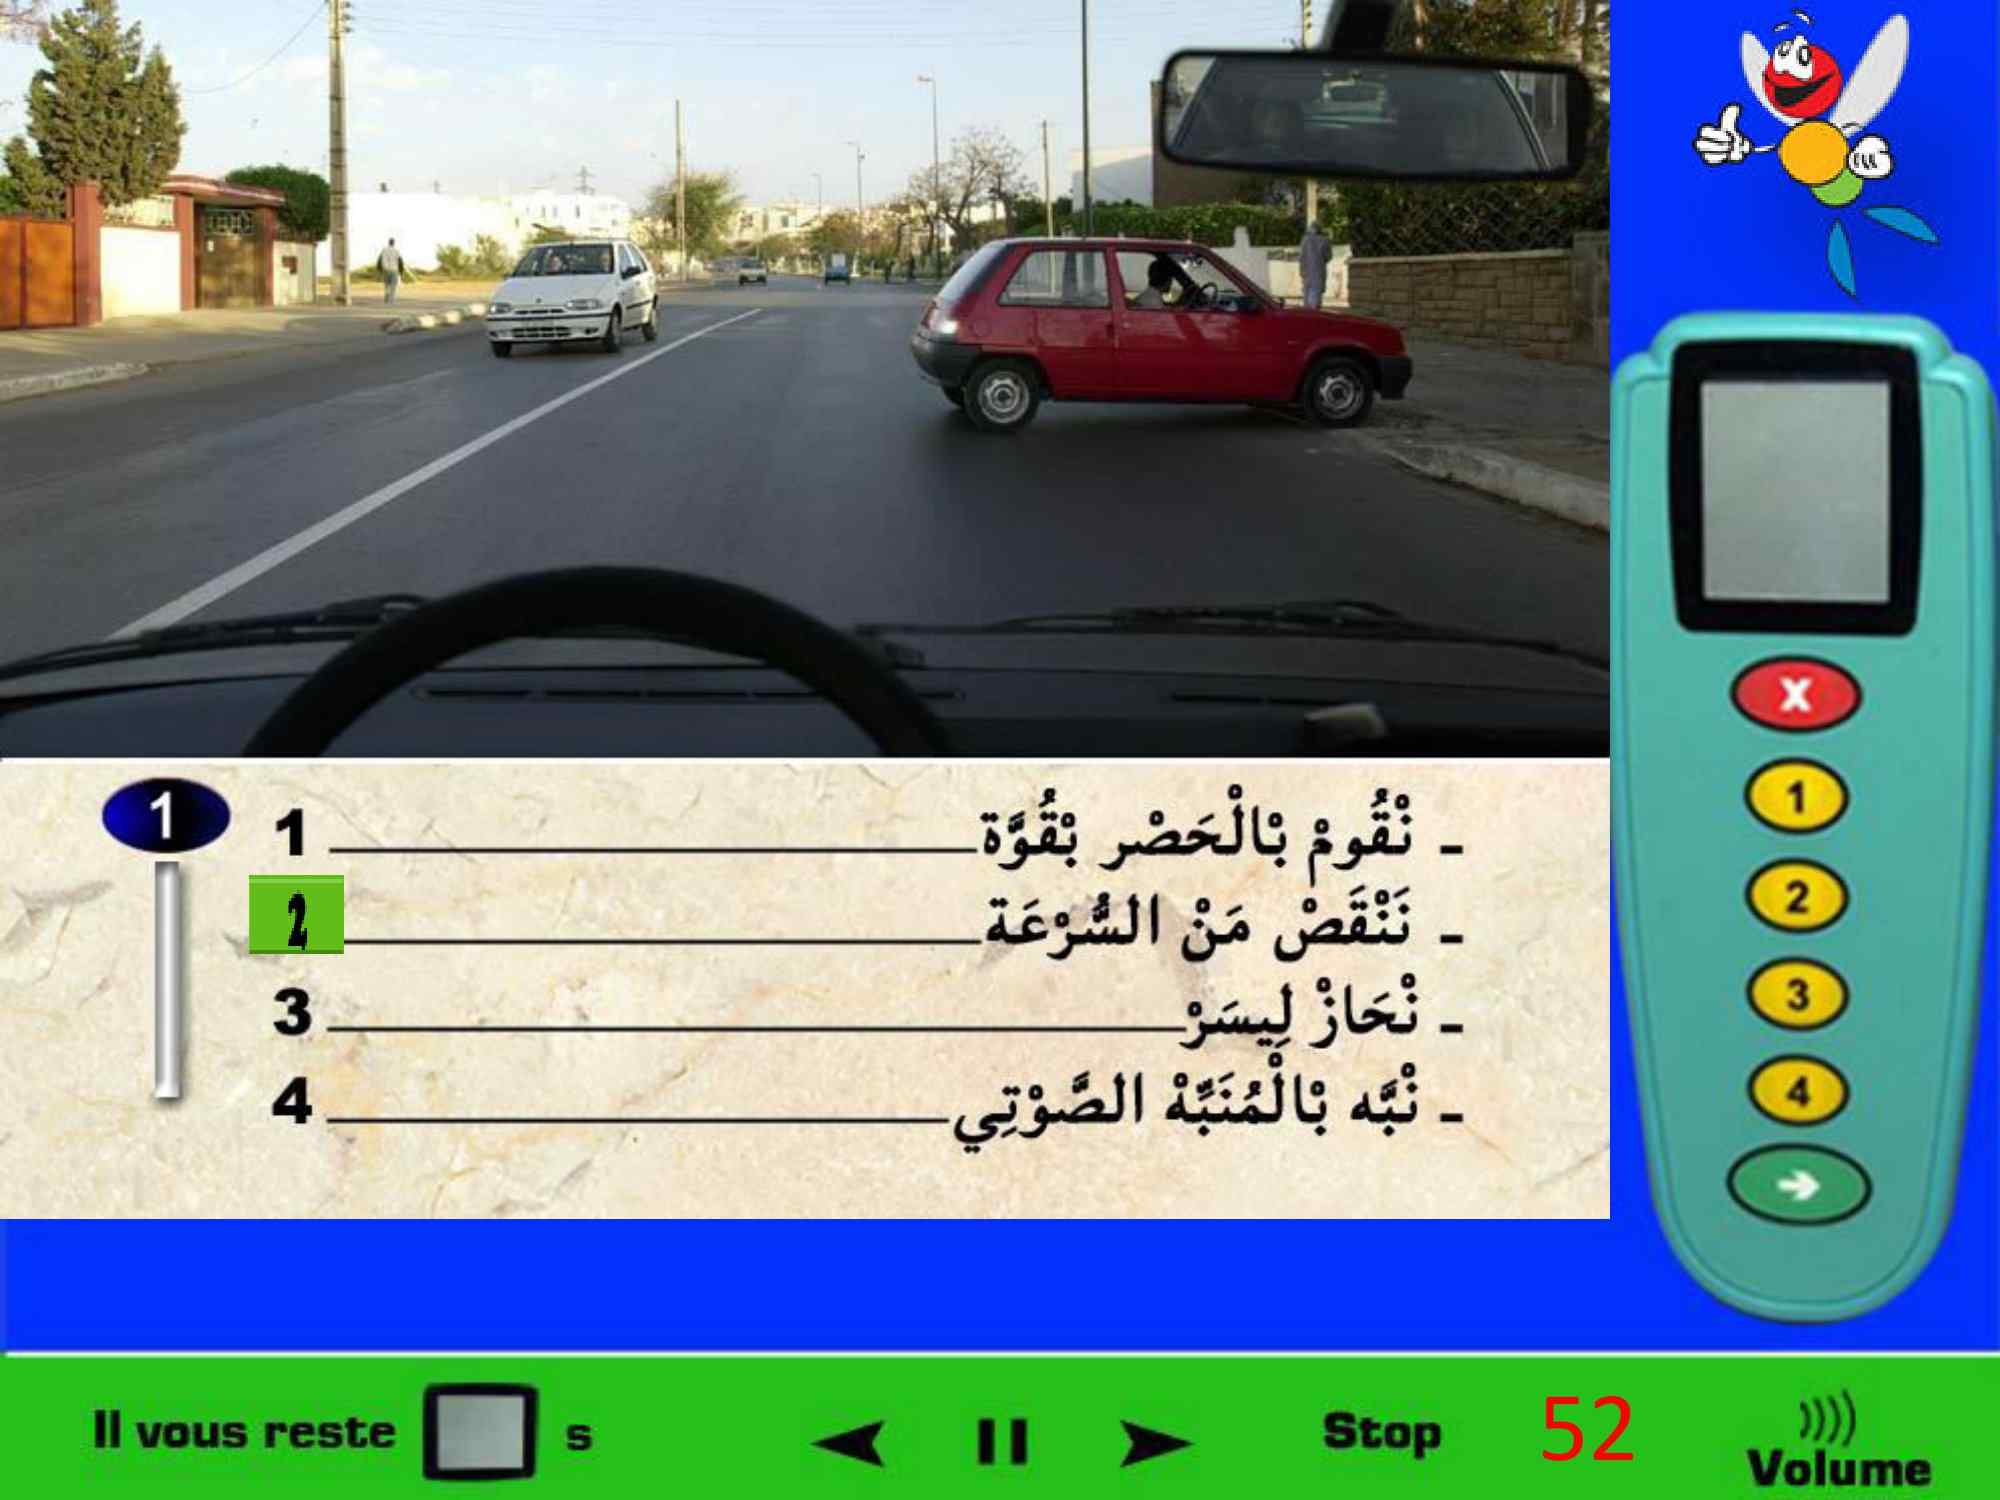 1
ـ نْقُومْ بْالْحَصْر بْقُوَّة 1
ـ نَنْقَصْ مَنْ السُّرْعَة 2
ـ نْحَازْ لِيسَرْ 3
ـ نْبَّه بْالْمُنَبِّهْ الصَّوْتِي 4
X
1
2
3
4
Il vous reste s Stop 52 Volume